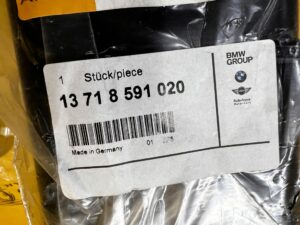 1 Stück/piece
BMW
GROUP
13 71 8 591 020
Made in Germany 01